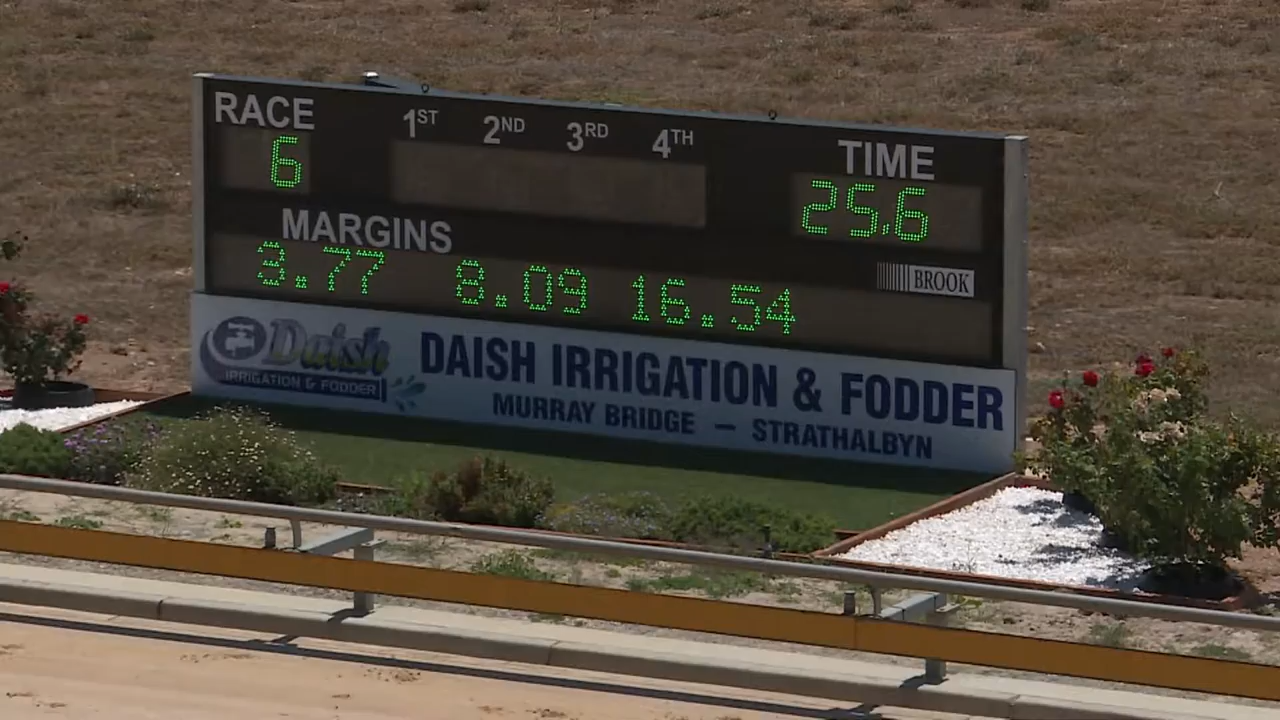 RACE 1ST 2ND 3RD 4TH TIME
6 25.6
MARGINS
3.77 8.09 16.54
BROOK
Daish
IRRIGATION & FODDER
DAISH IRRIGATION & FODDER
MURRAY BRIDGE – STRATHALBYN